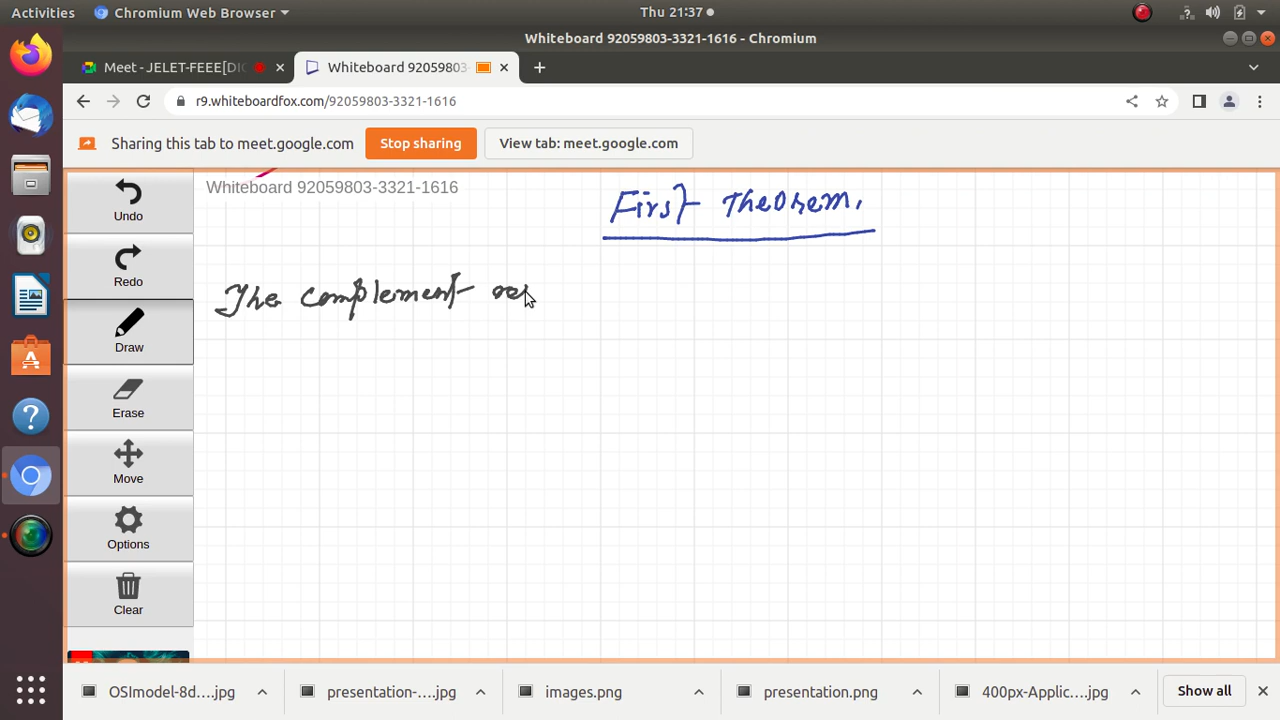 Activities Chromium Web Browser Thu 21:37
Whiteboard 92059803-3321-1616 - Chromium
Meet - JELET-FEEE[DIC Whiteboard 92059803-
r9.whiteboardfox.com/92059803-3321-1616
Sharing this tab to meet.google.com Stop sharing View tab: meet.google.com
Whiteboard 92059803-3321-1616
First Theorem.
The complement
Undo
Redo
Draw
Erase
Move
Options
Clear
OSImodel-8d....jpg presentation-....jpg images.png presentation.png 400px-Applic....jpg Show all